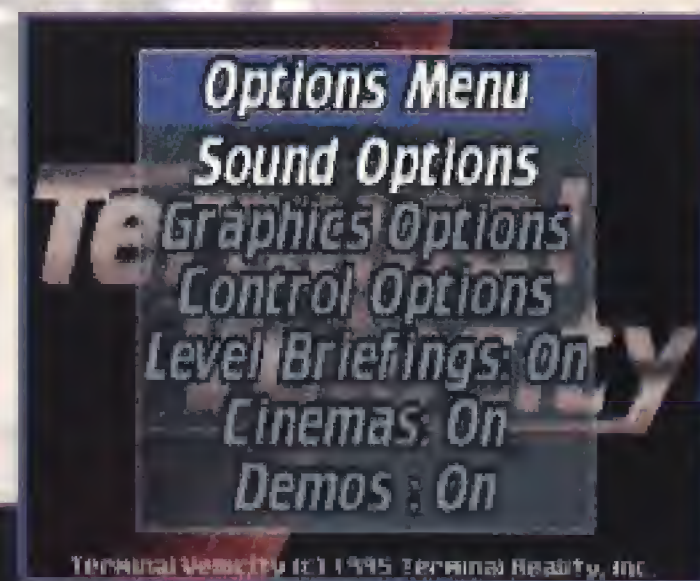 Options Menu
Sound Options
Graphics Options
Control Options
Level Briefings: On
Cinemas: On
Demos : On
Terminal Velocity (c) 1995 Terminal Reality, Inc.